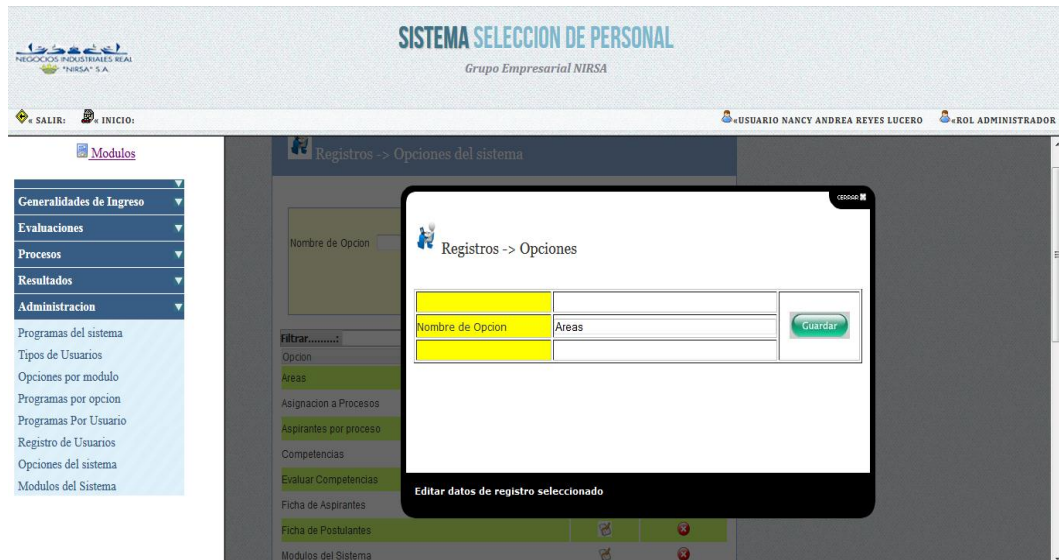 NEGOCIOS INDUSTRIALES REAL
"NIRSA" S.A.
SISTEMA SELECCION DE PERSONAL
Grupo Empresarial NIRSA
« SALIR: « INICIO:
«USUARIO NANCY ANDREA REYES LUCERO «ROL ADMINISTRADOR
Modulos
Generalidades de Ingreso
Evaluaciones
Procesos
Resultados
Administracion
Programas del sistema
Tipos de Usuarios
Opciones por modulo
Programas por opcion
Programas Por Usuario
Registro de Usuarios
Opciones del sistema
Modulos del Sistema
Registros -> Opciones del sistema
Nombre de Opcion
Filtrar.........:
Opcion
Areas
Asignacion a Procesos
Aspirantes por proceso
Competencias
Evaluar Competencias
Ficha de Aspirantes
Ficha de Postulantes
Modulos del Sistema
CERRAR
Registros -> Opciones
Nombre de Opcion Areas
Guardar
Editar datos de registro seleccionado